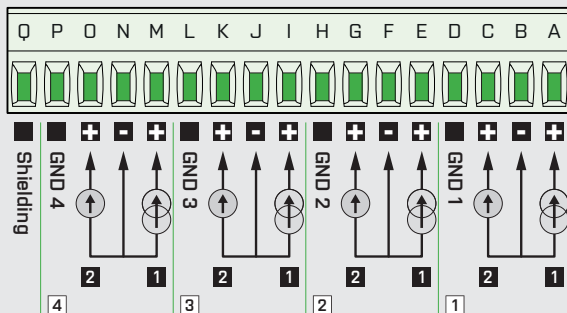 Q P O N M L K J I H G F E D C B A
+ - + + - + + - + + - +
Shielding GND 4 GND 3 GND 2 GND 1
2 1 2 1 2 1 2 1
4 3 2 1